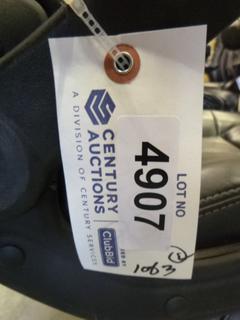 LOT NO
4907
CENTURY
AUCTIONS
A DIVISION OF CENTURY SERVICES
ClubBid
1063